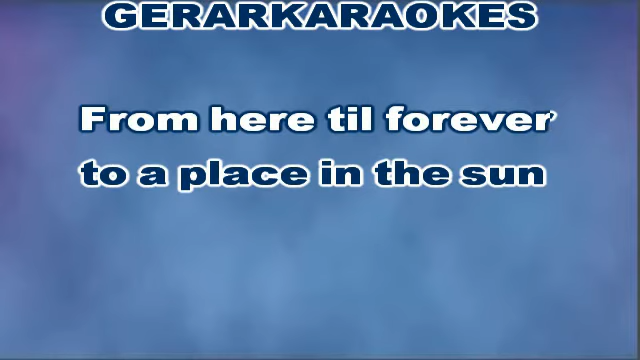 GERARKARAOKES
From here til forever
to a place in the sun